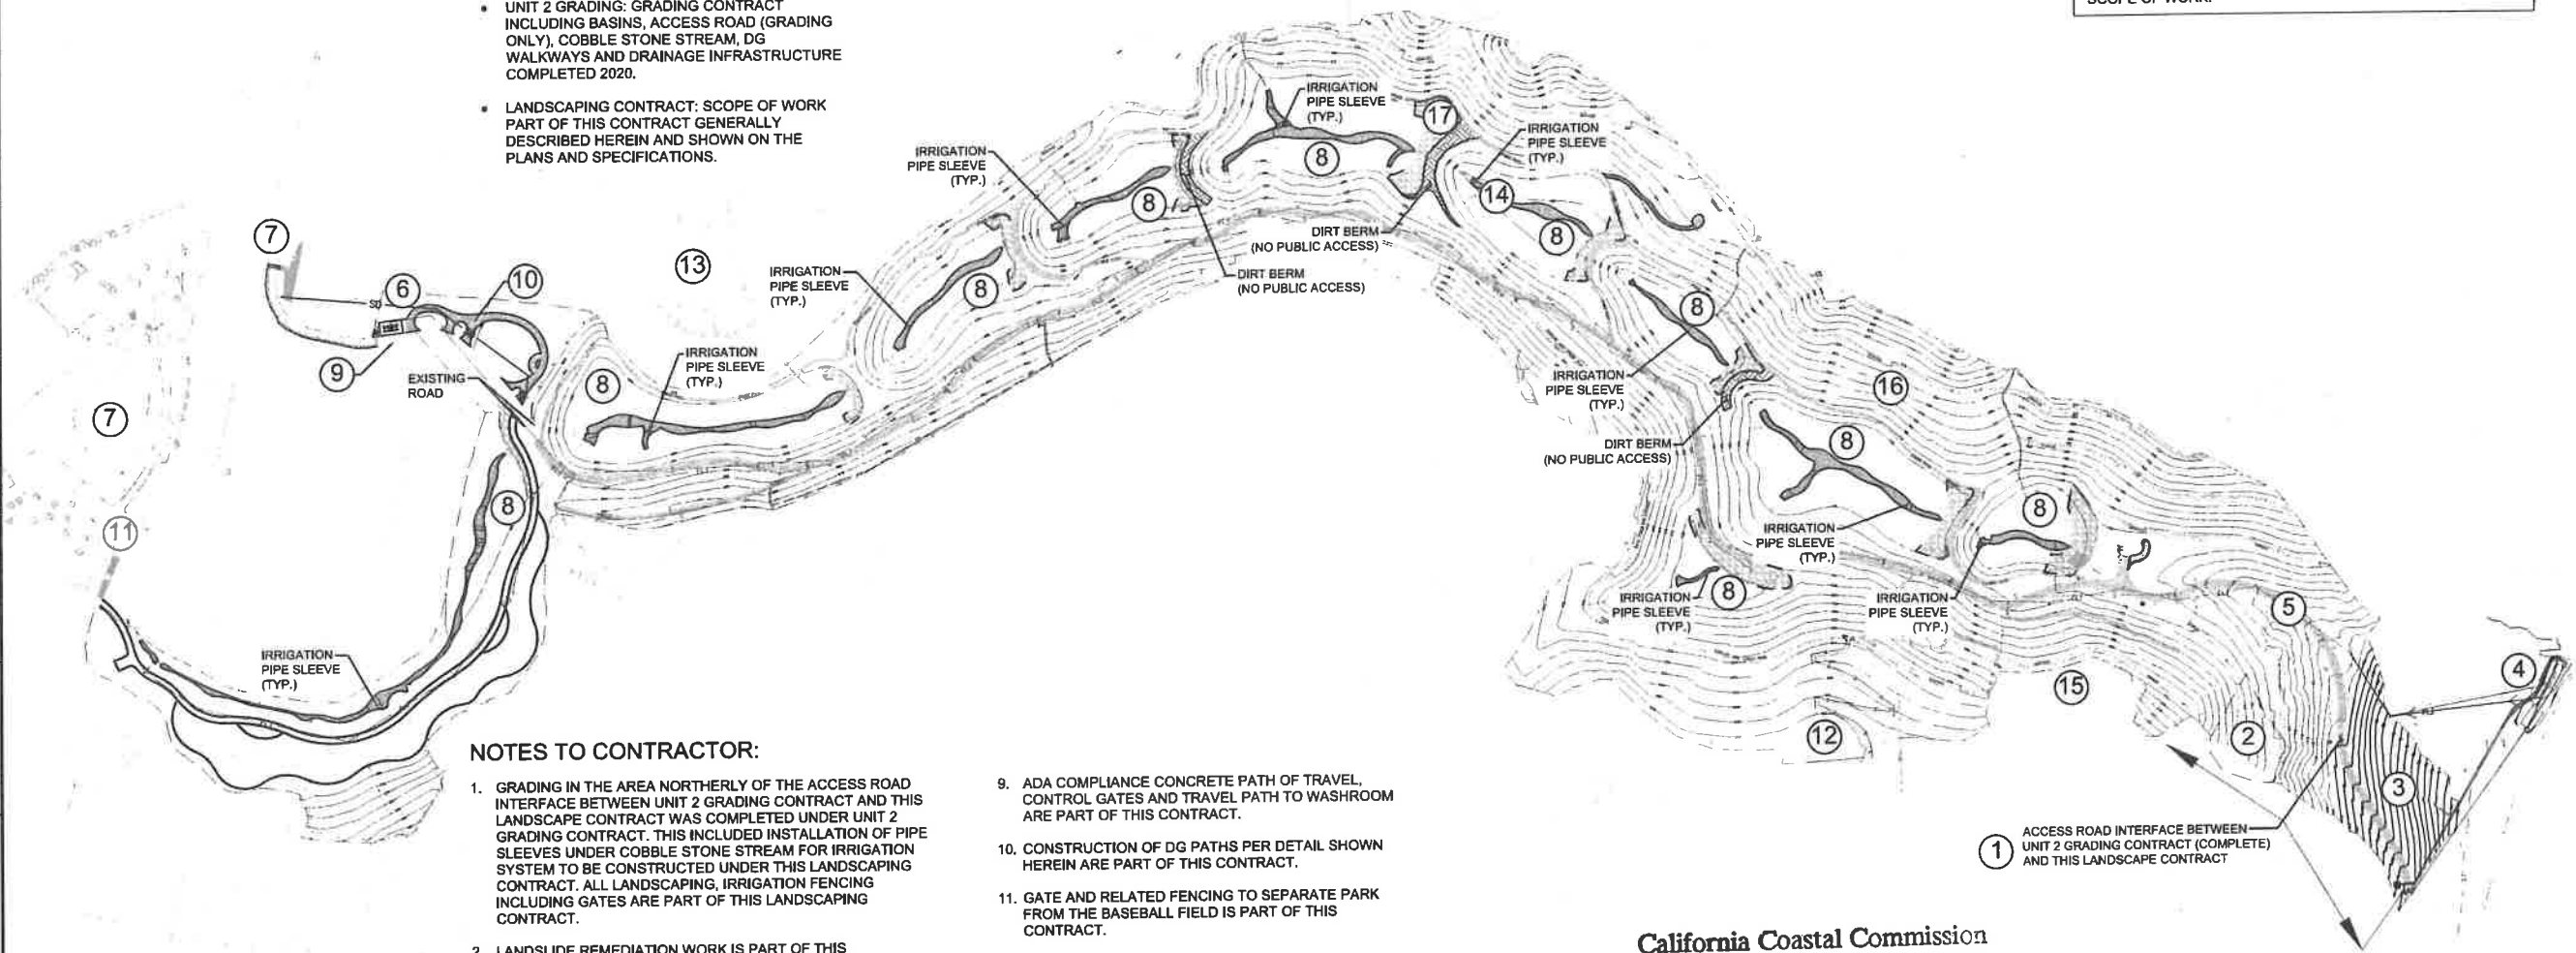 SCOPE OF WORK.
• UNIT 2 GRADING: GRADING CONTRACT
INCLUDING BASINS, ACCESS ROAD (GRADING
ONLY), COBBLE STONE STREAM, DG
WALKWAYS AND DRAINAGE INFRASTRUCTURE
COMPLETED 2020.
• LANDSCAPING CONTRACT: SCOPE OF WORK
PART OF THIS CONTRACT GENERALLY
DESCRIBED HEREIN AND SHOWN ON THE
PLANS AND SPECIFICATIONS.
7
6
10
13
9
EXISTING
ROAD
7
11
8
IRRIGATION
PIPE SLEEVE
(TYP.)
8
IRRIGATION
PIPE SLEEVE
(TYP.)
IRRIGATION
PIPE SLEEVE
(TYP.)
8
IRRIGATION
PIPE SLEEVE
(TYP.)
8
DIRT BERM
(NO PUBLIC ACCESS)
IRRIGATION
PIPE SLEEVE
(TYP.)
8
17
DIRT BERM
(NO PUBLIC ACCESS)
IRRIGATION
PIPE SLEEVE
(TYP.)
14
8
8
IRRIGATION
PIPE SLEEVE
(TYP.)
16
DIRT BERM
(NO PUBLIC ACCESS)
8
IRRIGATION
PIPE SLEEVE
(TYP.)
8
IRRIGATION
PIPE SLEEVE
(TYP.)
8
IRRIGATION
PIPE SLEEVE
(TYP.)
5
4
15
12
2
3
1
ACCESS ROAD INTERFACE BETWEEN
UNIT 2 GRADING CONTRACT (COMPLETE)
AND THIS LANDSCAPE CONTRACT
NOTES TO CONTRACTOR:
1. GRADING IN THE AREA NORTHERLY OF THE ACCESS ROAD
INTERFACE BETWEEN UNIT 2 GRADING CONTRACT AND THIS
LANDSCAPE CONTRACT WAS COMPLETED UNDER UNIT 2
GRADING CONTRACT. THIS INCLUDED INSTALLATION OF PIPE
SLEEVES UNDER COBBLE STONE STREAM FOR IRRIGATION
SYSTEM TO BE CONSTRUCTED UNDER THIS LANDSCAPING
CONTRACT. ALL LANDSCAPING, IRRIGATION FENCING
INCLUDING GATES ARE PART OF THIS LANDSCAPING
CONTRACT.
2. LANDSLIDE REMEDIATION WORK IS PART OF THIS
9. ADA COMPLIANCE CONCRETE PATH OF TRAVEL,
CONTROL GATES AND TRAVEL PATH TO WASHROOM
ARE PART OF THIS CONTRACT.
10. CONSTRUCTION OF DG PATHS PER DETAIL SHOWN
HEREIN ARE PART OF THIS CONTRACT.
11. GATE AND RELATED FENCING TO SEPARATE PARK
FROM THE BASEBALL FIELD IS PART OF THIS
CONTRACT.
California Coastal Commission